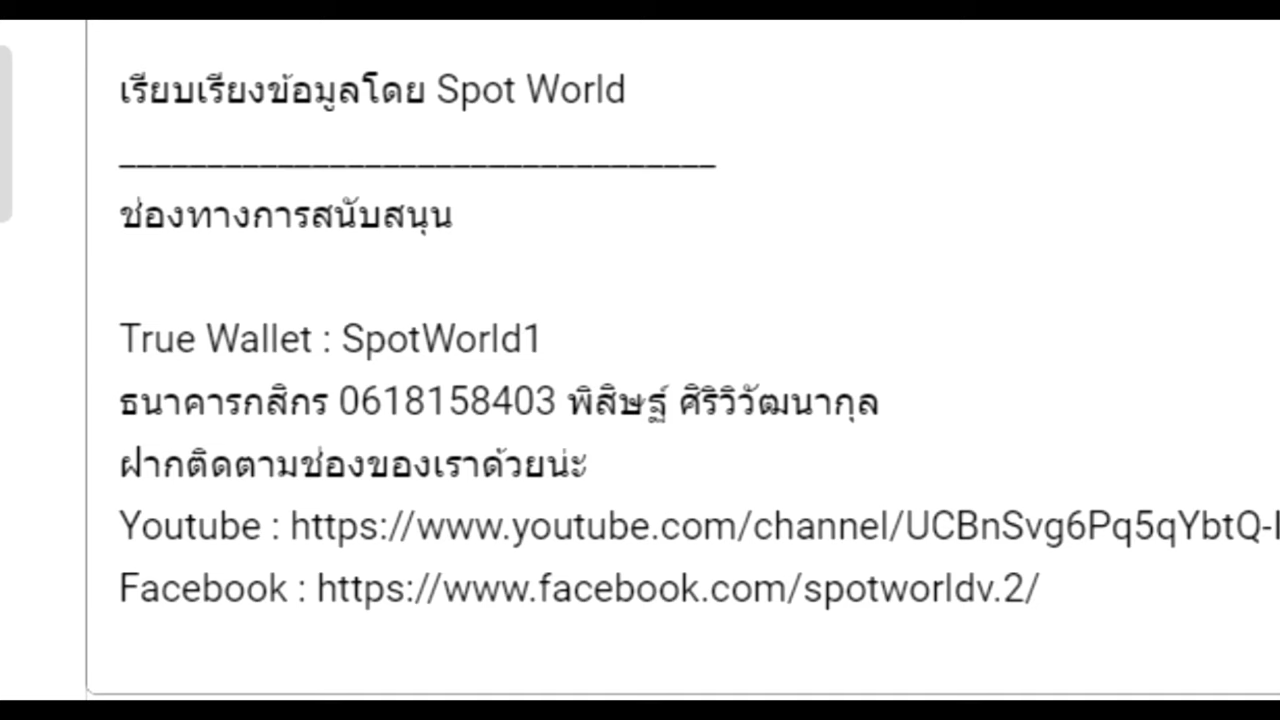 เรียบเรียงข้อมูลโดย Spot World
__________________________________
ช่องทางการสนับสนุน
True Wallet : SpotWorld1
ธนาคารกสิกร 0618158403 พิสิษฐ์ ศิริวิวัฒนากุล
ฝากติดตามช่องของเราด้วยน่ะ
Youtube : https://www.youtube.com/channel/UCBnSvg6Pq5qYbtQ-
Facebook : https://www.facebook.com/spotworldv.2/